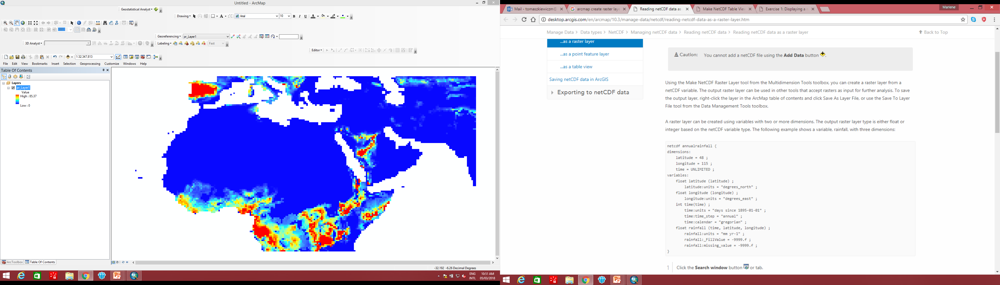 Untitled - ArcMap
Geostatistical Analyst
Drawing
Arial
10
B I U
A
100%
Georeferencing
pr_Layer1
3D Analyst
Labeling
Fast
Editor
1:32,347,813
File Edit View Bookmarks Insert Selection Geoprocessing Customize Windows Help
Table Of Contents
Layers
pr_Layer1
Value
High : 85.37
Low : 0
ArcToolbox
Table Of Contents
-32.192 -6.26 Decimal Degrees
ENG
INTL
10:51 AM
05/03/2018
Mail - tomaszkiewiczm@
arcmap create raster laye
Reading netCDF data as
Make NetCDF Table View
Exercise 1: Displaying a r
Marlene
desktop.arcgis.com/en/arcmap/10.3/manage-data/netcdf/reading-netcdf-data-as-a-raster-layer.htm
Manage Data > Data types > NetCDF > Managing netCDF data > Reading netCDF data > Reading netCDF data as a raster layer
Back to Top
...as a raster layer
...as a point feature layer
...as a table view
Saving netCDF data in ArcGIS
Exporting to netCDF data
Caution: You cannot add a netCDF file using the Add Data button .
Using the Make NetCDF Raster Layer tool from the Multidimension Tools toolbox, you can create a raster layer from a
netCDF variable. The output raster layer can be used in other tools that accept rasters as input for further analysis. To save
the output layer, right-click the layer in the ArcMap table of contents and click Save As Layer File, or use the Save To Layer
File tool from the Data Management Tools toolbox.
A raster layer can be created using variables with two or more dimensions. The output raster layer type is either float or
integer based on the netCDF variable type. The following example shows a variable, rainfall, with three dimensions:
netcdf annualrainfall {
dimensions:
latitude = 48 ;
longitude = 115 ;
time = UNLIMITED ;
variables:
float latitude (latitude) ;
latitude:units = "degrees_north" ;
float longitude (longitude) ;
longitude:units = "degrees_east" ;
int time(time) ;
time:units = "days since 1895-01-01" ;
time:time_step = "annual" ;
time:calendar = "gregorian" ;
float rainfall (time, latitude, longitude) ;
rainfall:units = "mm yr-1" ;
rainfall:_FillValue = -9999.f ;
rainfall:missing_value = -9999.f ;
}
1 Click the Search window button or tab.